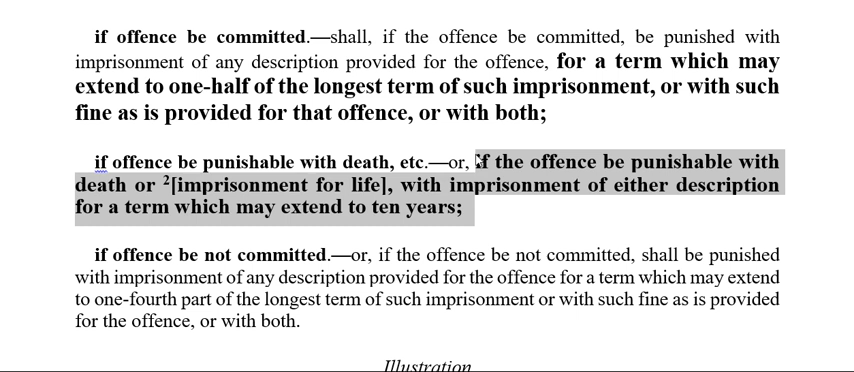 if offence be committed.—shall, if the offence be committed, be punished with
imprisonment of any description provided for the offence, for a term which may
extend to one-half of the longest term of such imprisonment, or with such
fine as is provided for that offence, or with both;
if offence be punishable with death, etc.—or, if the offence be punishable with
death or 2[imprisonment for life], with imprisonment of either description
for a term which may extend to ten years;
if offence be not committed.—or, if the offence be not committed, shall be punished
with imprisonment of any description provided for the offence for a term which may extend
to one-fourth part of the longest term of such imprisonment or with such fine as is provided
for the offence, or with both.
Illustration